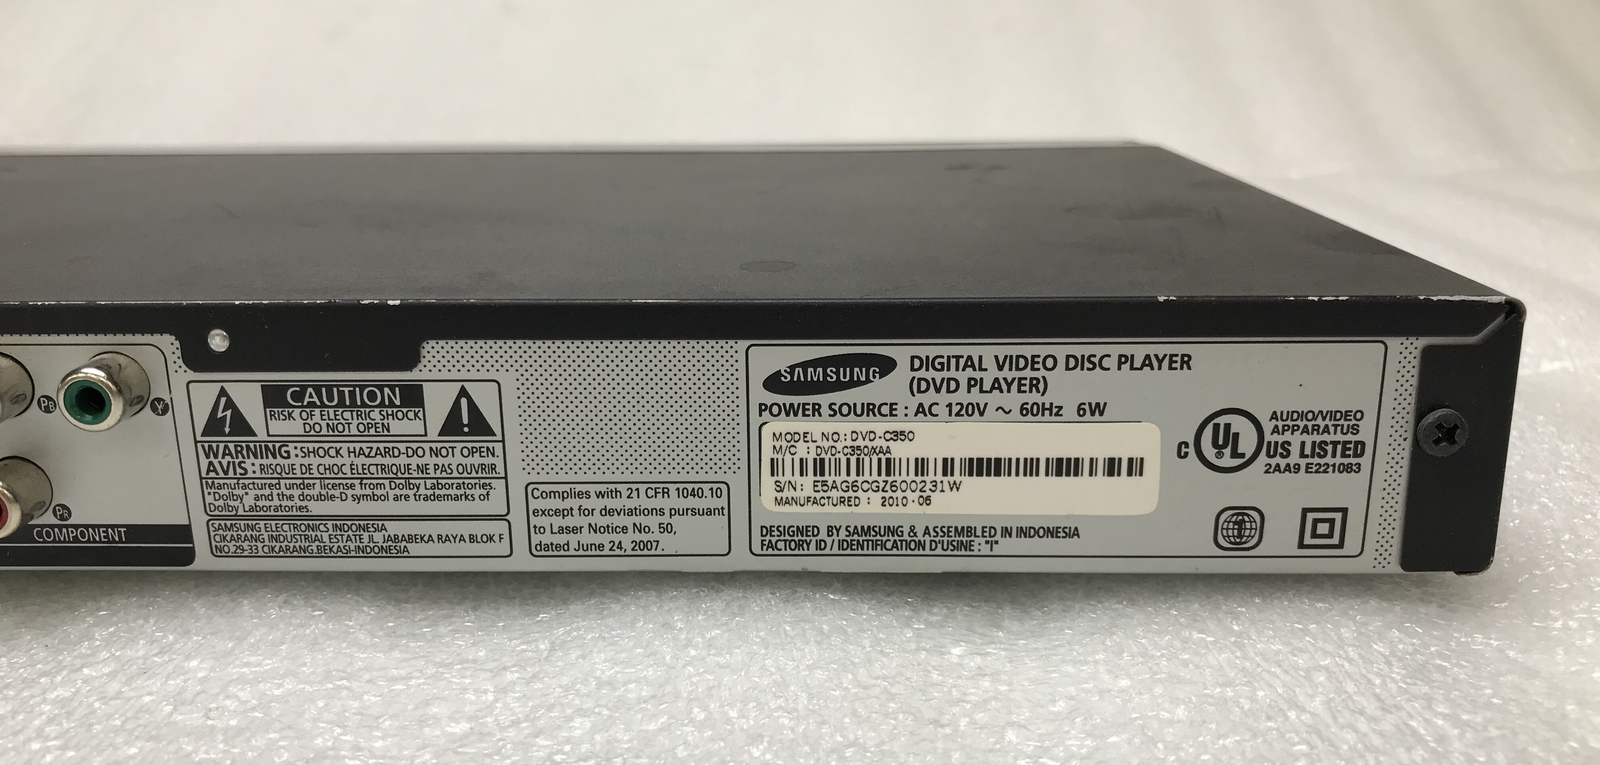 PB
Y
PR
COMPONENT
CAUTION
RISK OF ELECTRIC SHOCK
DO NOT OPEN
WARNING : SHOCK HAZARD-DO NOT OPEN.
AVIS : RISQUE DE CHOC ÉLECTRIQUE-NE PAS OUVRIR.
Manufactured under license from Dolby Laboratories.
"Dolby" and the double-D symbol are trademarks of
Dolby Laboratories.
SAMSUNG ELECTRONICS INDONESIA
CIKARANG INDUSTRIAL ESTATE JL. JABABEKA RAYA BLOK F
NO.29-33 CIKARANG.BEKASI-INDONESIA
Complies with 21 CFR 1040.10
except for deviations pursuant
to Laser Notice No. 50,
dated June 24, 2007.
SAMSUNG
DIGITAL VIDEO DISC PLAYER
(DVD PLAYER)
POWER SOURCE : AC 120V ~ 60Hz 6W
MODEL NO.: DVD-C350
M/C : DVD-C350/XAA
S/N: E5AG6CGZ600231W
MANUFACTURED : 2010.06
DESIGNED BY SAMSUNG & ASSEMBLED IN INDONESIA
FACTORY ID / IDENTIFICATION D'USINE : "I"
C UL
AUDIO/VIDEO
APPARATUS
US LISTED
2AA9 E221083
1